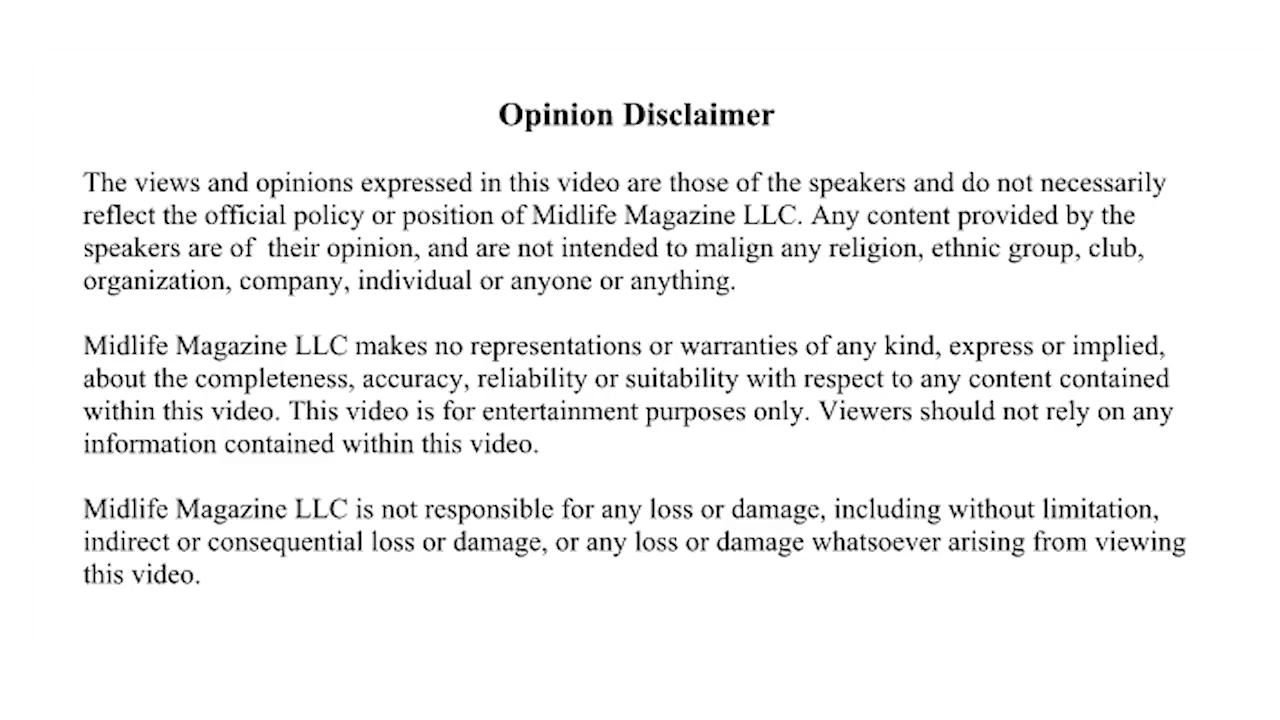 Opinion Disclaimer
The views and opinions expressed in this video are those of the speakers and do not necessarily
reflect the official policy or position of Midlife Magazine LLC. Any content provided by the
speakers are of  their opinion, and are not intended to malign any religion, ethnic group, club,
organization, company, individual or anyone or anything.
Midlife Magazine LLC makes no representations or warranties of any kind, express or implied,
about the completeness, accuracy, reliability or suitability with respect to any content contained
within this video. This video is for entertainment purposes only. Viewers should not rely on any
information contained within this video.
Midlife Magazine LLC is not responsible for any loss or damage, including without limitation,
indirect or consequential loss or damage, or any loss or damage whatsoever arising from viewing
this video.